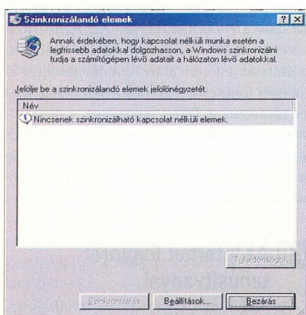 Szinkronizálandó elemek
Annak érdekében, hogy kapcsolat nélküli munka esetén a
legfrissebb adatokkal dolgozhasson, a Windows szinkronizálni
tudja a számítógépen lévő adatait a hálózaton lévő adatokkal.
Jelölje be a szinkronizálandó elemek jelölőnégyzetét.
Név
Nincsenek szinkronizálható kapcsolat nélküli elemek.
Tulajdonságok
Szinkronizálás
Beállítások...
Bezárás